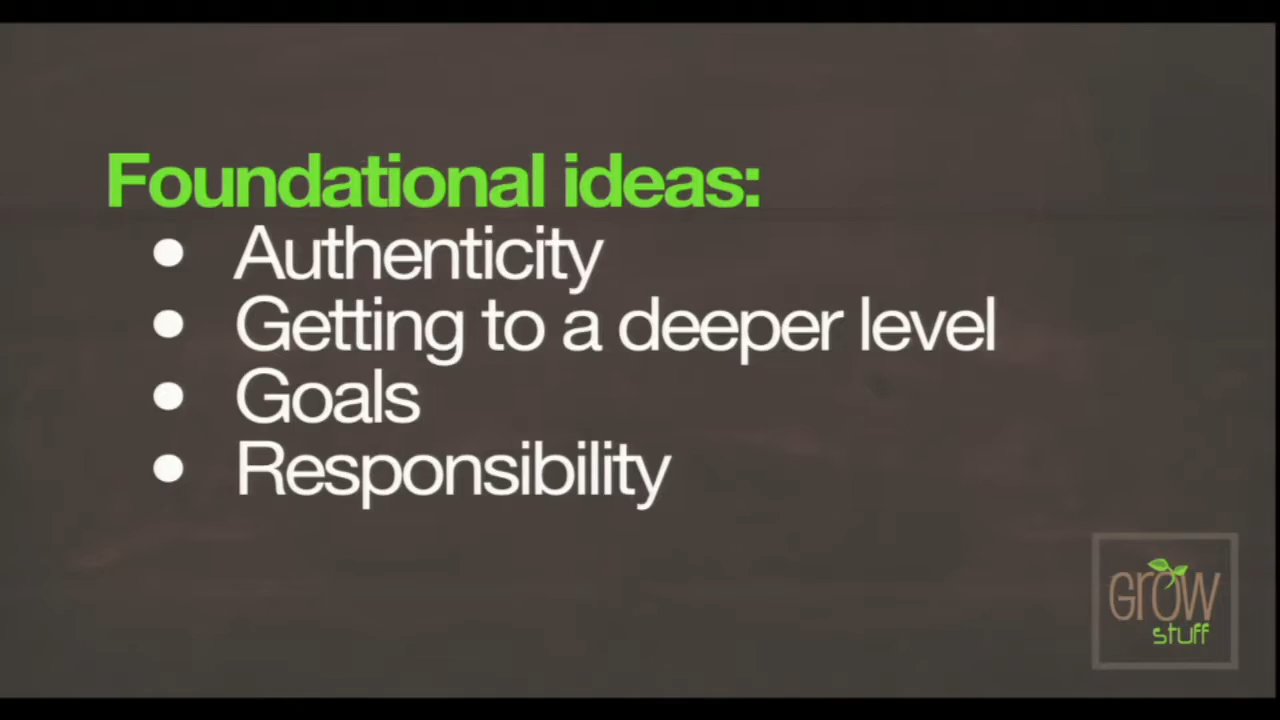 Foundational ideas:
• Authenticity
• Getting to a deeper level
• Goals
• Responsibility
Grow
stuff